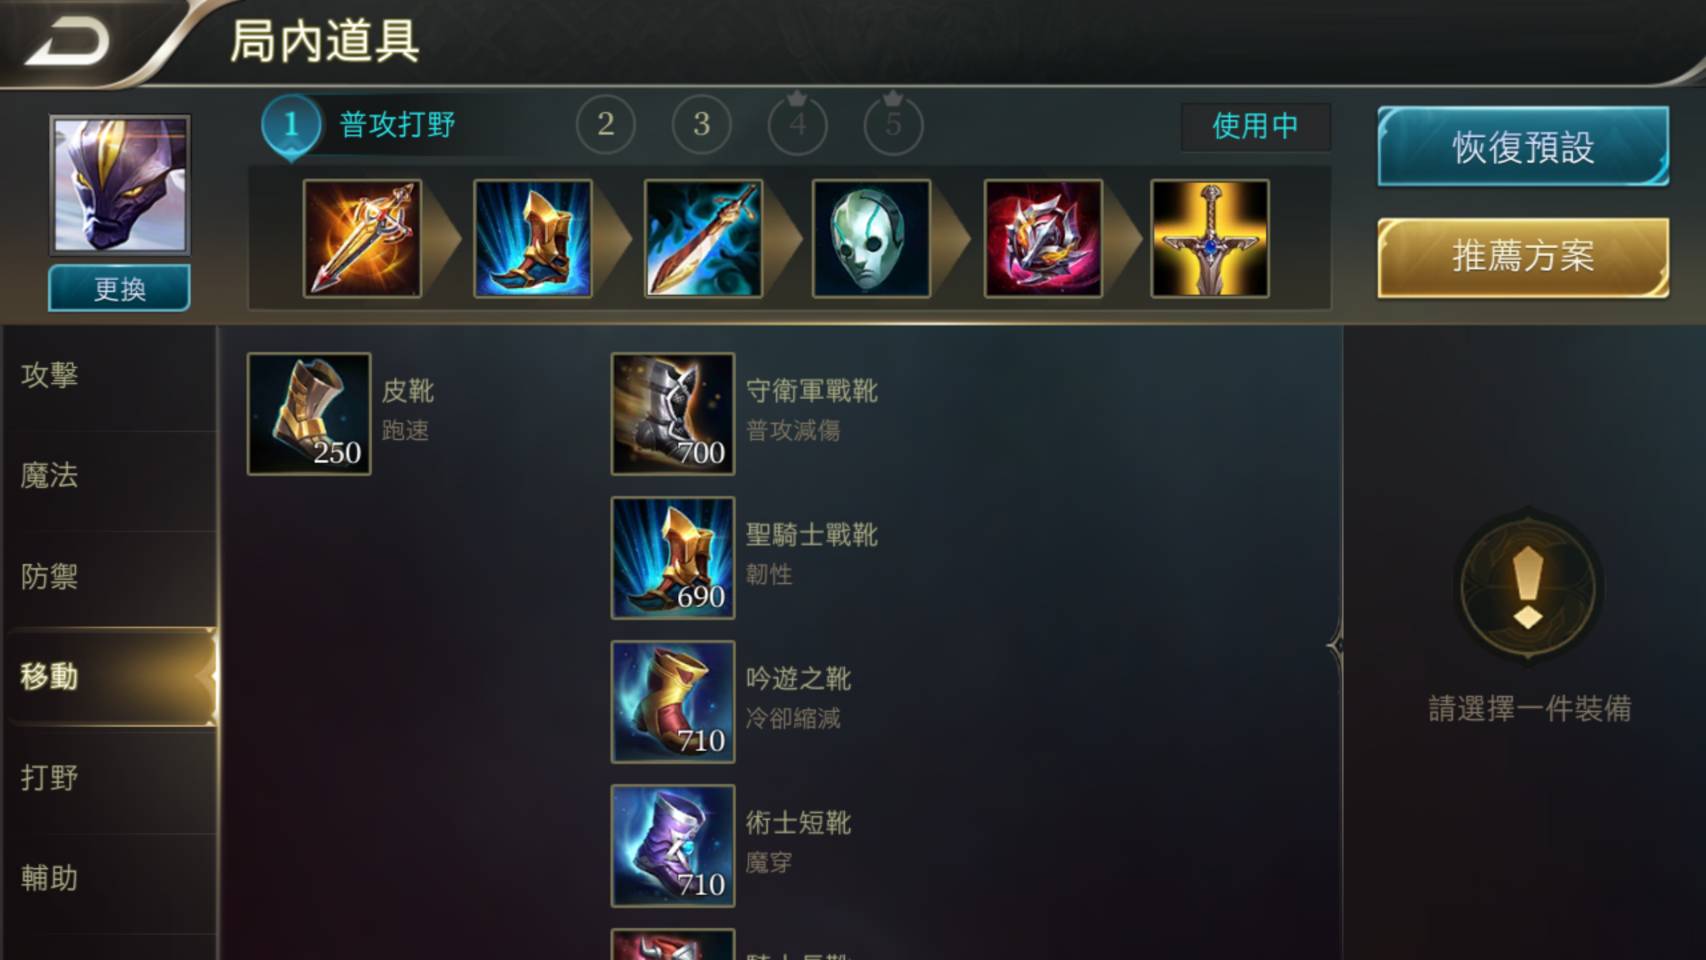 局內道具
1 普攻打野 2 3 4 5 使用中
恢復預設
推薦方案
更換
攻擊
魔法
防禦
移動
打野
輔助
皮靴
跑速
250
守衛軍戰靴
普攻減傷
700
聖騎士戰靴
韌性
690
吟遊之靴
冷卻縮減
710
術士短靴
魔穿
710
請選擇一件裝備